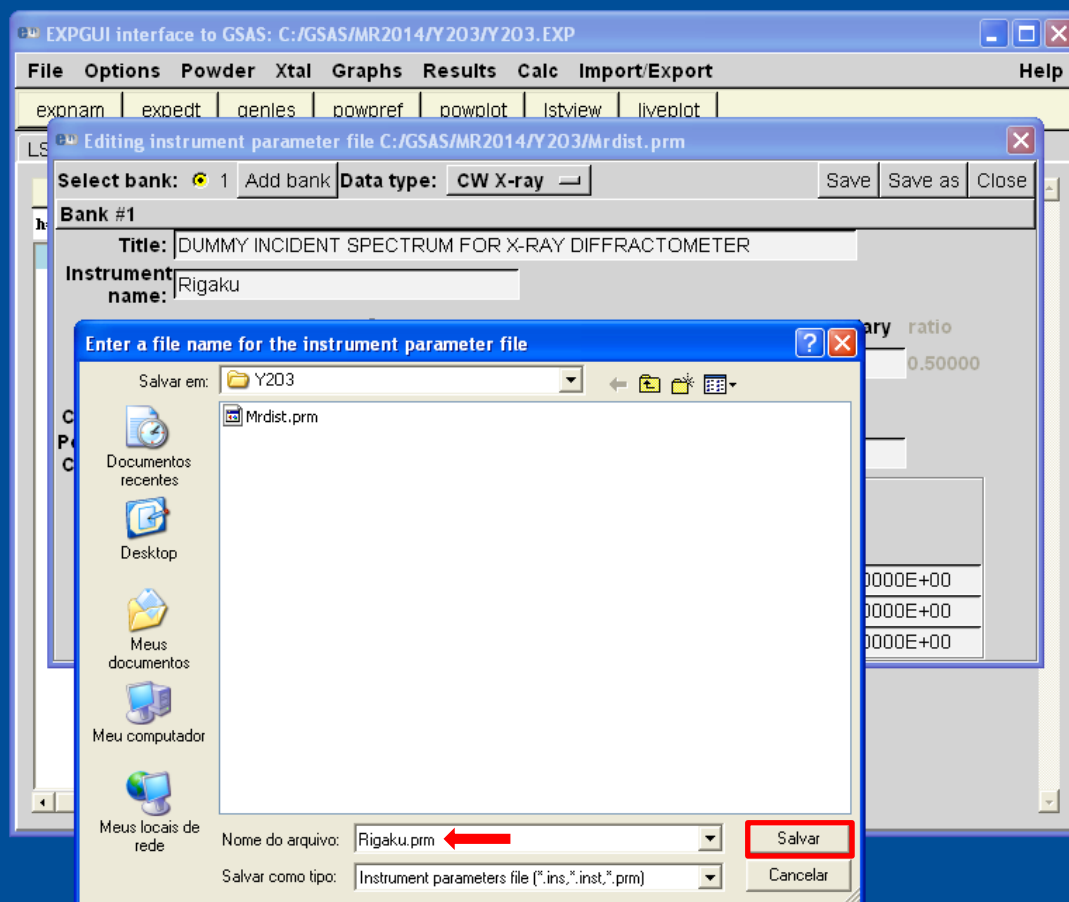 EXPGUI interface to GSAS: C:/GSAS/MR2014/Y2O3/Y2O3.EXP
File Options Powder Xtal Graphs Results Calc Import/Export Help
expnam expedt genles powpref powplot lstview liveplot
LS
Editing instrument parameter file C:/GSAS/MR2014/Y2O3/Mrdist.prm
Select bank: 1 Add bank Data type: CW X-ray Save Save as Close
Bank #1
Title: DUMMY INCIDENT SPECTRUM FOR X-RAY DIFFRACTOMETER
Instrument
name: Rigaku
ary ratio
0.50000
Enter a file name for the instrument parameter file
Salvar em: Y2O3
Mrdist.prm
Documentos
recentes
Desktop
Meus
documentos
Meu computador
Meus locais de
rede
0000E+00
0000E+00
0000E+00
Nome do arquivo: Rigaku.prm Salvar
Salvar como tipo: Instrument parameters file (*.ins,*.inst,*.prm) Cancelar